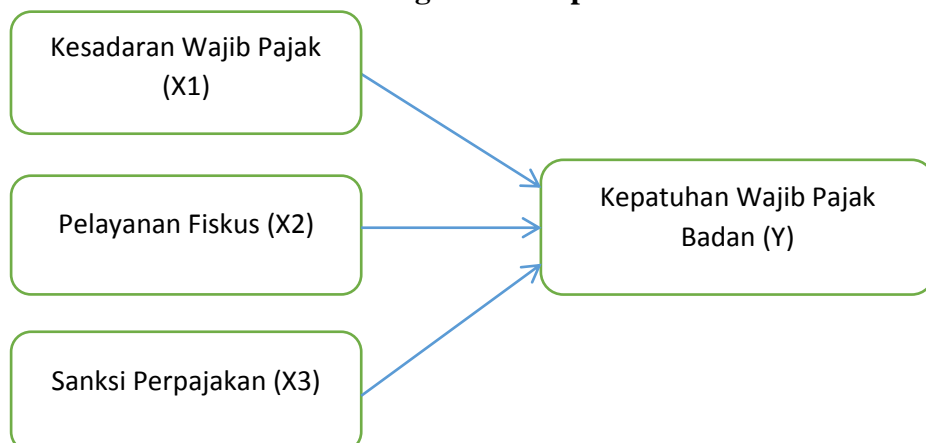 Kesadaran Wajib Pajak
(X1)
Pelayanan Fiskus (X2)
Kepatuhan Wajib Pajak
Badan (Y)
Sanksi Perpajakan (X3)